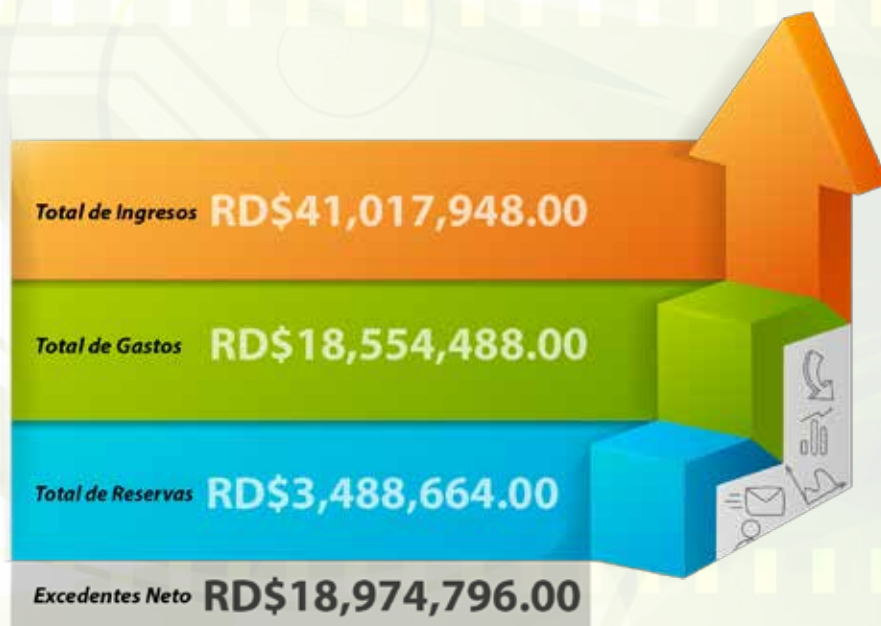 Total de Ingresos RD$41,017,948.00
Total de Gastos RD$18,554,488.00
Total de Reservas RD$3,488,664.00
Excedentes Neto RD$18,974,796.00